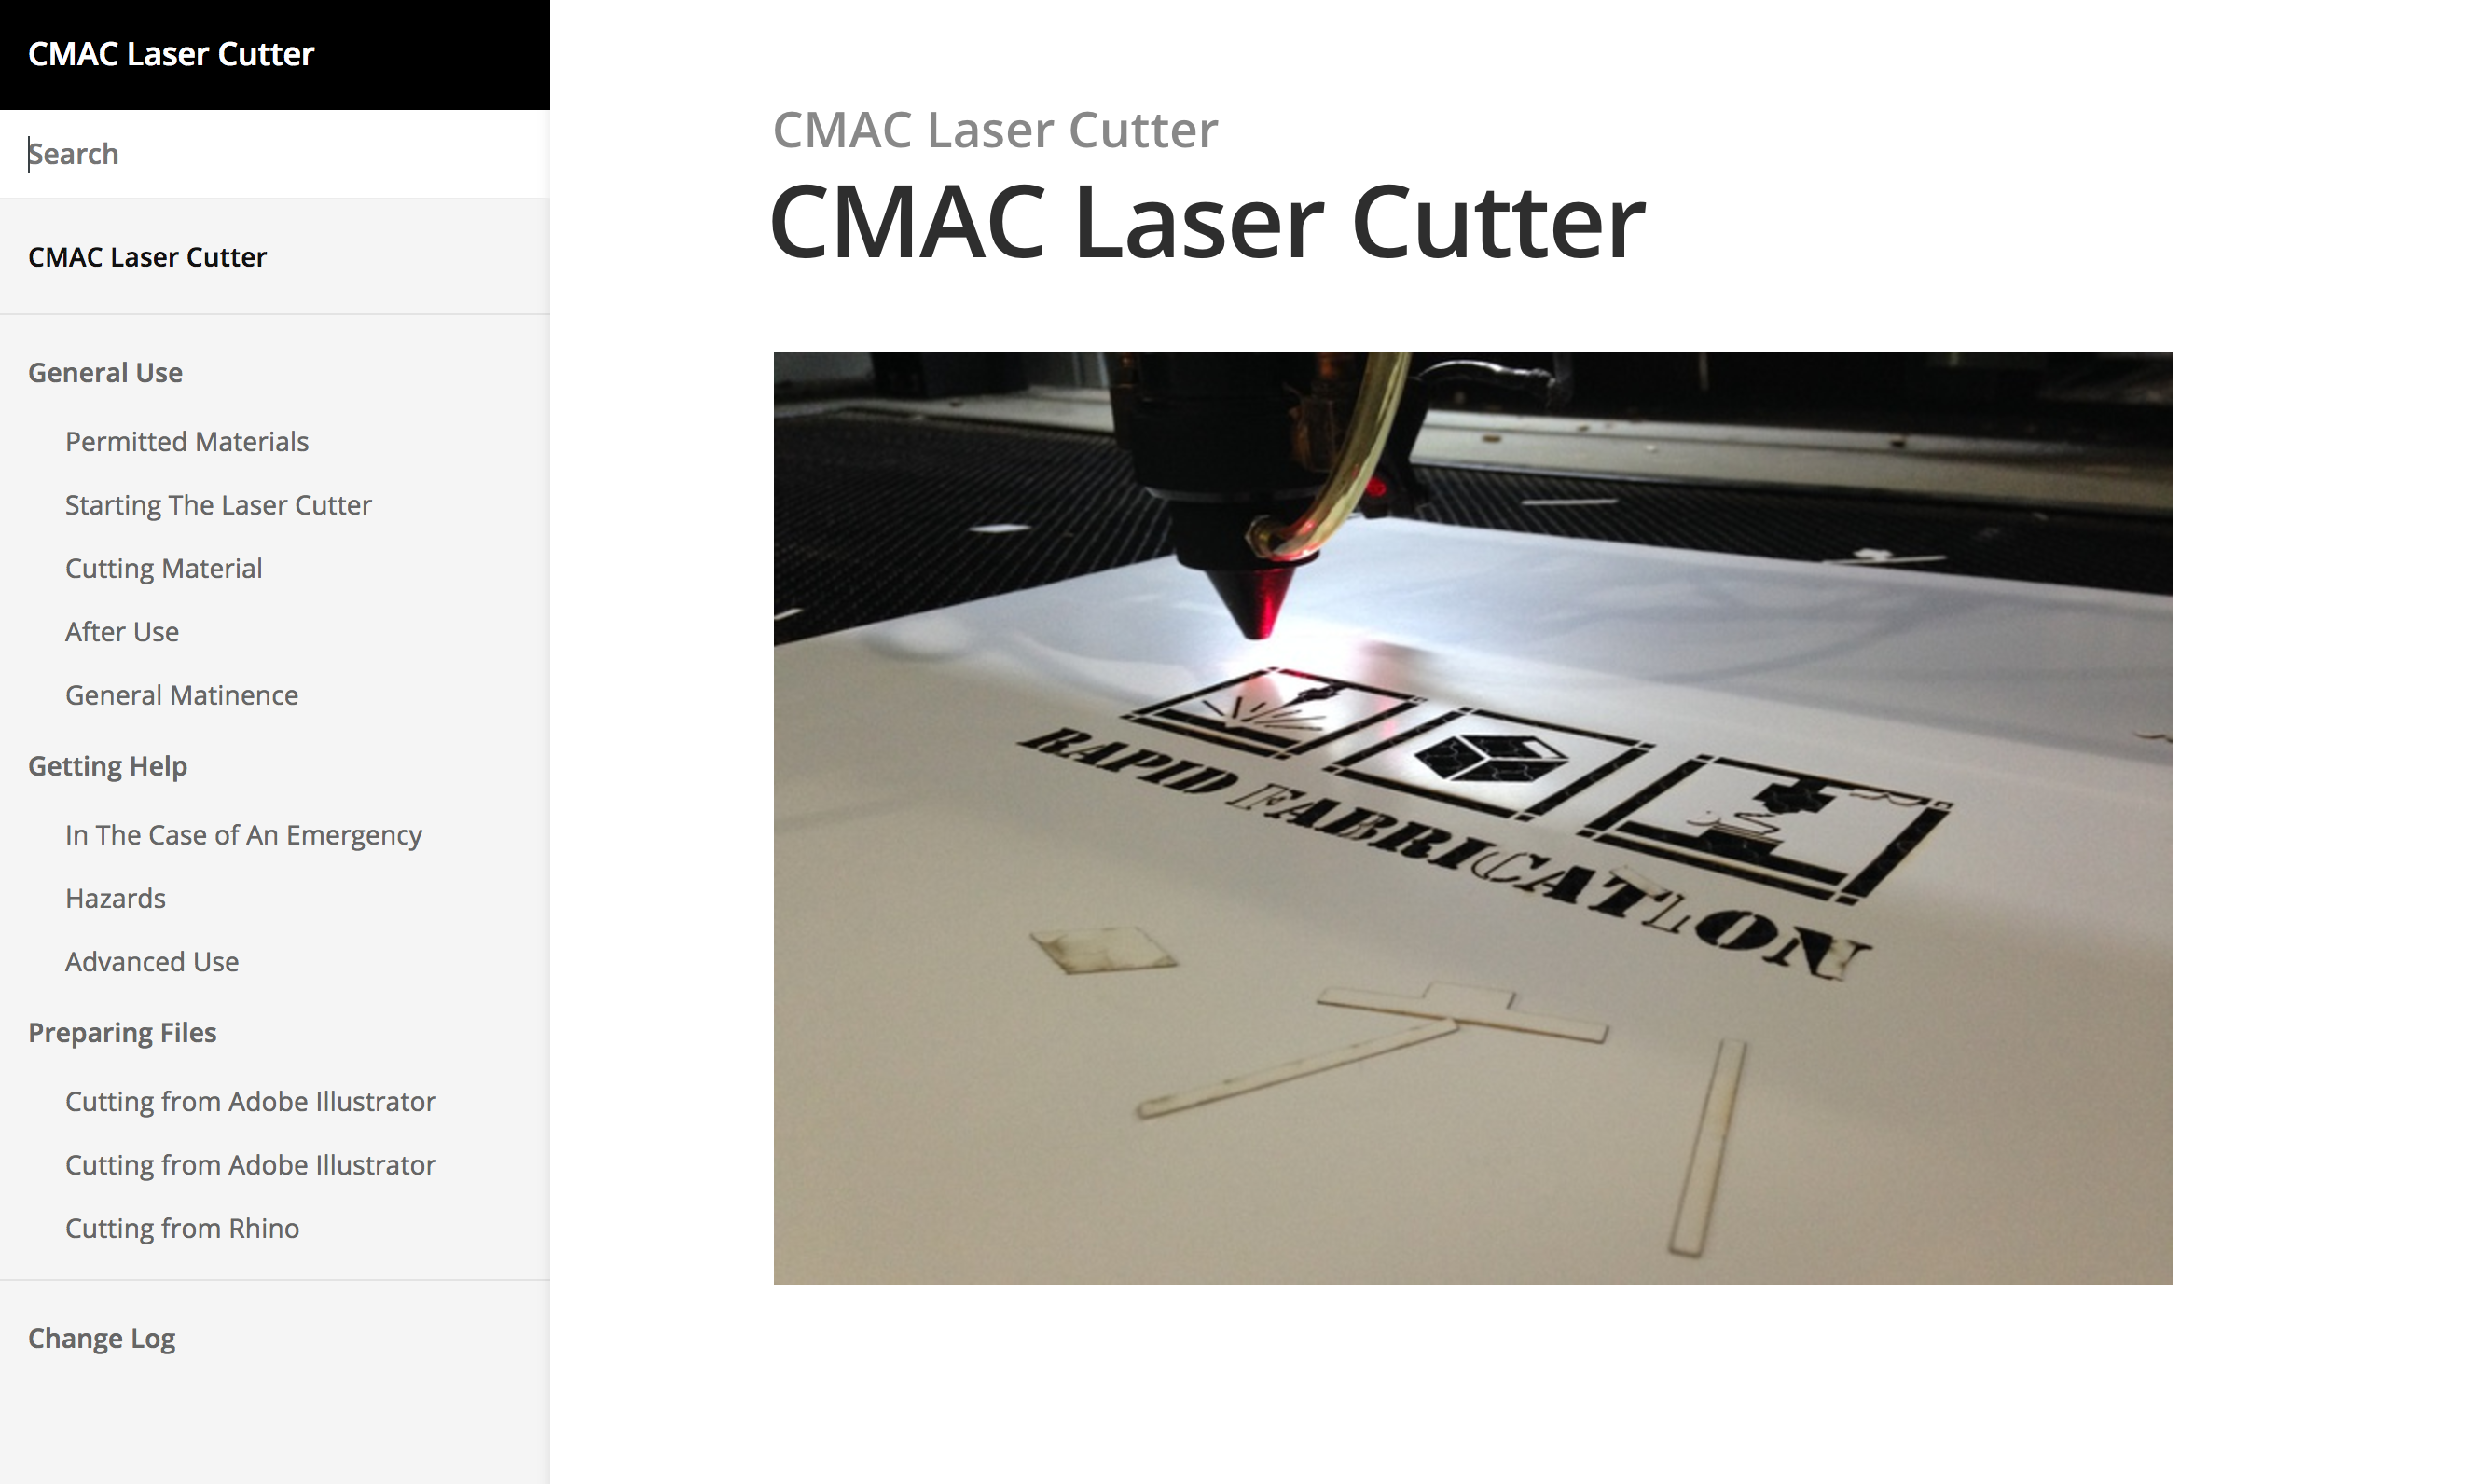 CMAC Laser Cutter
Search
CMAC Laser Cutter
General Use
Permitted Materials
Starting The Laser Cutter
Cutting Material
After Use
General Matinence
Getting Help
In The Case of An Emergency
Hazards
Advanced Use
Preparing Files
Cutting from Adobe Illustrator
Cutting from Adobe Illustrator
Cutting from Rhino
Change Log
CMAC Laser Cutter
CMAC Laser Cutter
RAPID FABRICATION